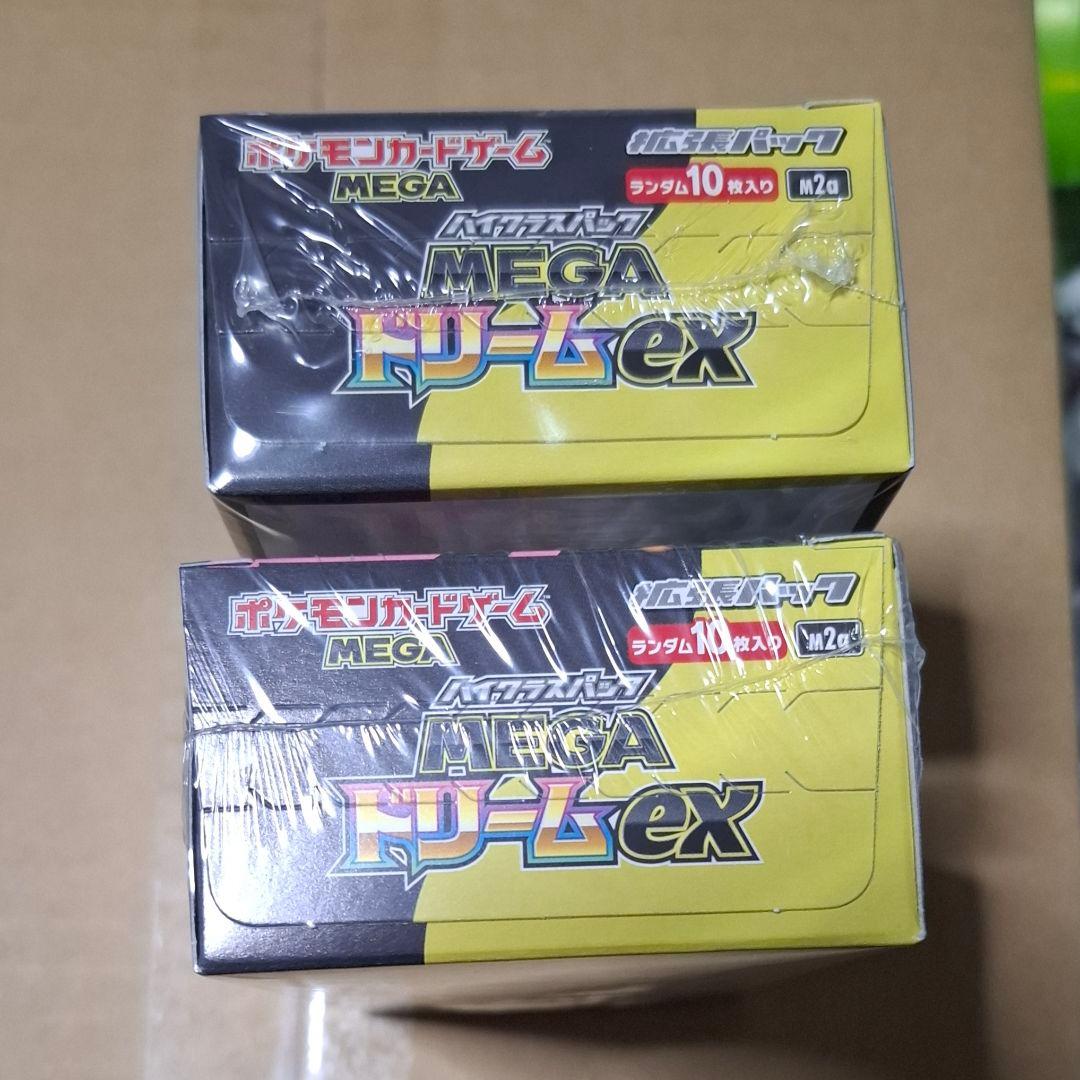 ポケモンカードゲーム
MEGA
拡張パック
ランダム10枚入り
M2a
ハイクラスパック
MEGA
ドリームex
ポケモンカードゲーム
MEGA
拡張パック
ランダム10枚入り
M2a
ハイクラスパック
MEGA
ドリームex